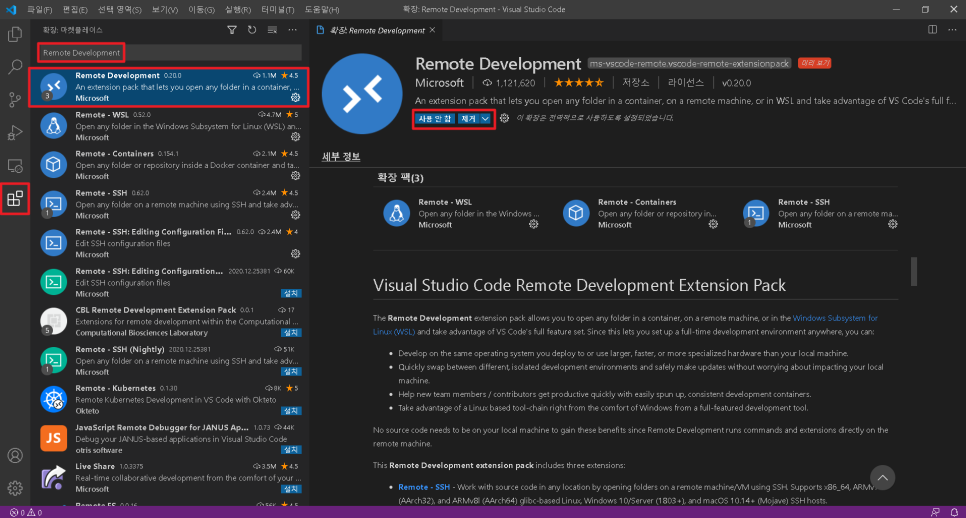 파일(F) 편집(E) 선택 영역(S) 보기(V) 이동(G) 실행(R) 터미널(T) 도움말(H)
확장: Remote Development - Visual Studio Code
확장: 마켓플레이스
Remote Development
Remote Development 0.20.0 1.1M 4.5
An extension pack that lets you open any folder in a container, ...
Microsoft
3
Remote - WSL 0.52.0 4.7M 5
Open any folder in the Windows Subsystem for Linux (WSL) an...
Microsoft
Remote - Containers 0.154.1 2.1M 4.5
Open any folder or repository inside a Docker container and ta...
Microsoft
Remote - SSH 0.62.0 2.4M 4.5
Open any folder on a remote machine using SSH and take adv...
Microsoft
1
Remote - SSH: Editing Configuration Fi... 0.62.0 2.4M 4
Edit SSH configuration files
Microsoft
Remote - SSH: Editing Configuration... 2020.12.25381 60K
Edit SSH configuration files
Microsoft 설치
CBL Remote Development Extension Pack 0.0.1 17
Extensions for remote development within the Computational ...
Computational Biosciences Laboratory 설치
5
Remote - SSH (Nightly) 2020.12.25381 51K
Open any folder on a remote machine using SSH and take adv...
Microsoft 설치
1
Remote - Kubernetes 0.1.30 8K 5
Remote Kubernetes Development in VS Code with Okteto
Okteto 설치
JavaScript Remote Debugger for JANUS Ap... 1.0.73 44K
Debug your JANUS-based applications in Visual Studio Code
otris software 설치
JS
Live Share 1.0.3375 3.5M 4.5
Real-time collaborative development from the comfort of your ...
Microsoft 설치
확장: Remote Development
Remote Development ms-vscode-remote.vscode-remote-extensionpack 미리 보기
Microsoft 1,121,620 저장소 라이선스 v0.20.0
An extension pack that lets you open any folder in a container, on a remote machine, or in WSL and take advantage of VS Code's full f...
사용 안 함 제거 이 확장은 전역적으로 사용하도록 설정되었습니다.
세부 정보
확장 팩(3)
Remote - WSL
Open any folder in the Windows ...
Microsoft
Remote - Containers
Open any folder or repository in...
Microsoft
Remote - SSH
Open any folder on a remote ma...
Microsoft
1
Visual Studio Code Remote Development Extension Pack
The Remote Development extension pack allows you to open any folder in a container, on a remote machine, or in the Windows Subsystem for
Linux (WSL) and take advantage of VS Code's full feature set. Since this lets you set up a full-time development environment anywhere, you can:
• Develop on the same operating system you deploy to or use larger, faster, or more specialized hardware than your local machine.
• Quickly swap between different, isolated development environments and safely make updates without worrying about impacting your local
machine.
• Help new team members / contributors get productive quickly with easily spun up, consistent development containers.
• Take advantage of a Linux based tool-chain right from the comfort of Windows from a full-featured development tool.
No source code needs to be on your local machine to gain these benefits since Remote Development runs commands and extensions directly on the
remote machine.
This Remote Development extension pack includes three extensions:
• Remote - SSH - Work with source code in any location by opening folders on a remote machine/VM using SSH. Supports x86_64, ARMv
(AArch32), and ARMv8l (AArch64) glibc-based Linux, Windows 10/Server (1803+), and macOS 10.14+ (Mojave) SSH hosts.
0 0